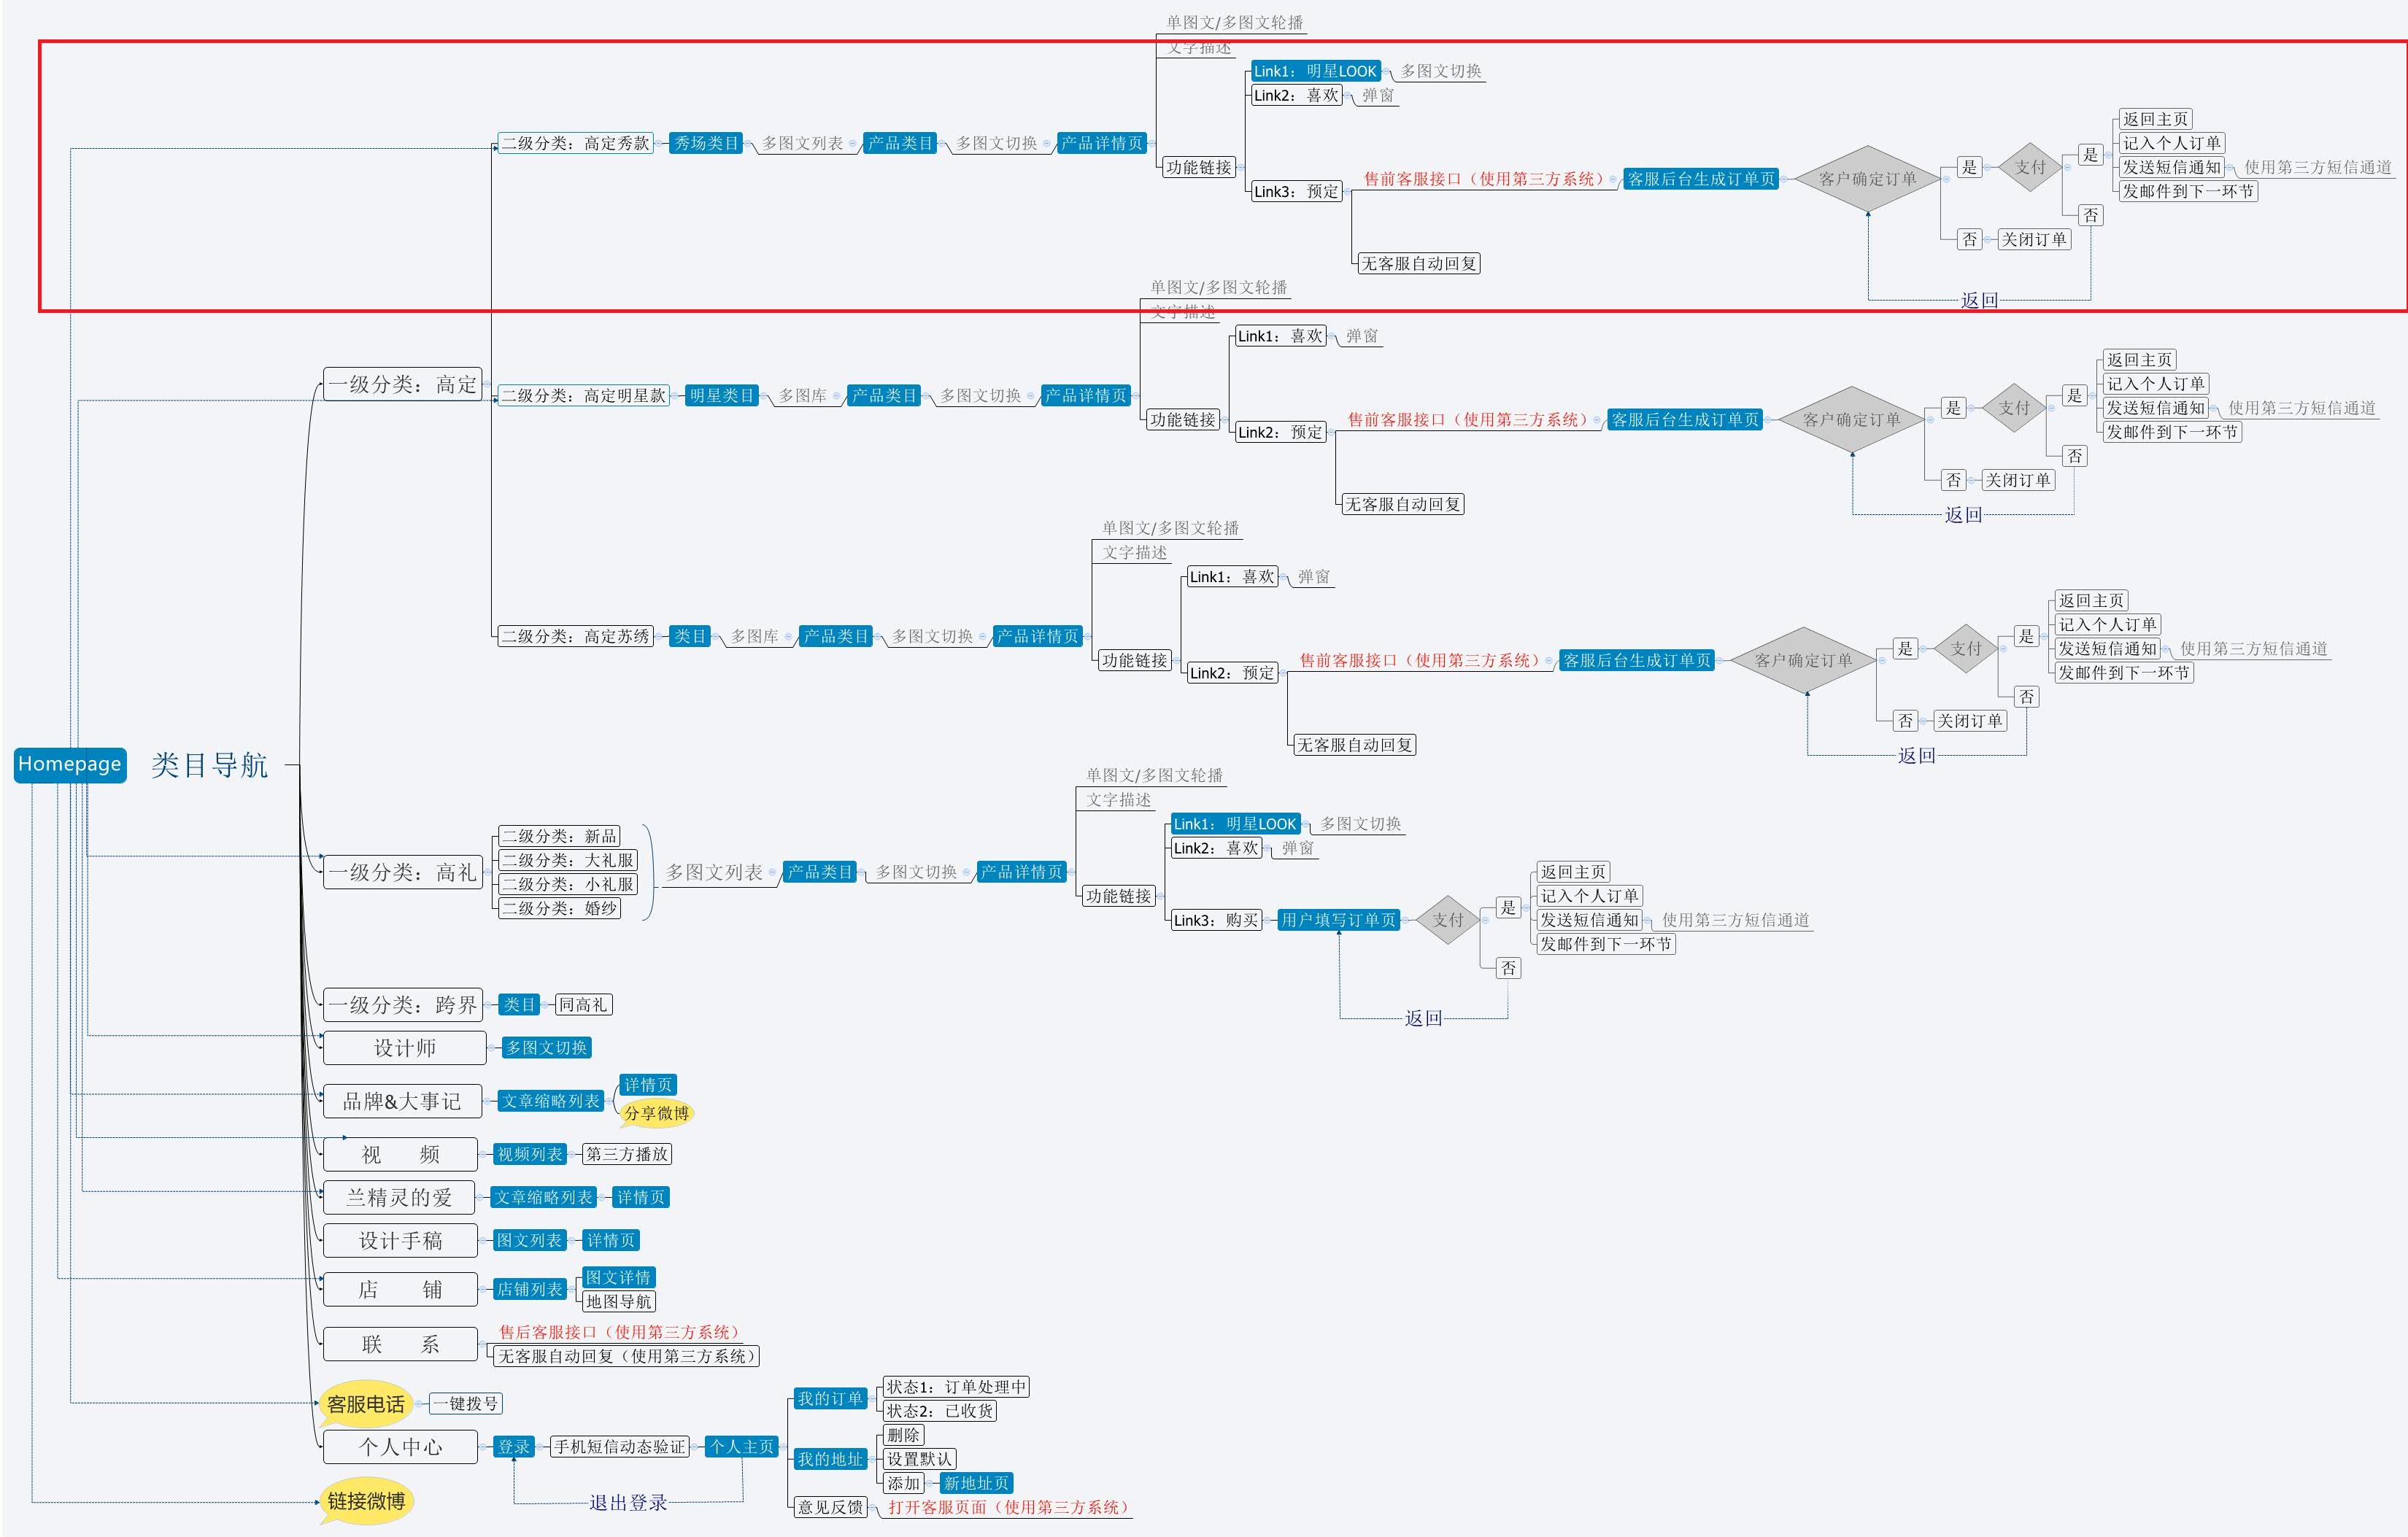 单图文/多图文轮播
文字描述
Link1：明星LOOK
多图文切换
Link2：喜欢
弹窗
二级分类：高定秀款
秀场类目
多图文列表
产品类目
多图文切换
产品详情页
功能链接
Link3：预定
售前客服接口（使用第三方系统）
客服后台生成订单页
客户确定订单
是
支付
是
返回主页
记入个人订单
发送短信通知
使用第三方短信通道
发邮件到下一环节
否
否
关闭订单
无客服自动回复
返回
单图文/多图文轮播
文字描述
Link1：喜欢
弹窗
一级分类：高定
二级分类：高定明星款
明星类目
多图库
产品类目
多图文切换
产品详情页
功能链接
Link2：预定
售前客服接口（使用第三方系统）
客服后台生成订单页
客户确定订单
是
支付
是
返回主页
记入个人订单
发送短信通知
使用第三方短信通道
发邮件到下一环节
否
否
关闭订单
无客服自动回复
返回
单图文/多图文轮播
文字描述
Link1：喜欢
弹窗
二级分类：高定苏绣
类目
多图库
产品类目
多图文切换
产品详情页
功能链接
Link2：预定
售前客服接口（使用第三方系统）
客服后台生成订单页
客户确定订单
是
支付
是
返回主页
记入个人订单
发送短信通知
使用第三方短信通道
发邮件到下一环节
否
否
关闭订单
无客服自动回复
返回
Homepage
类目导航
单图文/多图文轮播
文字描述
Link1：明星LOOK
多图文切换
Link2：喜欢
弹窗
一级分类：高礼
二级分类：新品
二级分类：大礼服
二级分类：小礼服
二级分类：婚纱
多图文列表
产品类目
多图文切换
产品详情页
功能链接
Link3：购买
用户填写订单页
支付
是
返回主页
记入个人订单
发送短信通知
使用第三方短信通道
发邮件到下一环节
否
返回
一级分类：跨界
类目
同高礼
设计师
多图文切换
品牌&大事记
文章缩略列表
详情页
分享微博
视 频
视频列表
第三方播放
兰精灵的爱
文章缩略列表
详情页
设计手稿
图文列表
详情页
店 铺
店铺列表
图文详情
地图导航
联 系
售后客服接口（使用第三方系统）
无客服自动回复（使用第三方系统）
客服电话
一键拨号
个人中心
登录
手机短信动态验证
个人主页
我的订单
状态1：订单处理中
状态2：已收货
我的地址
删除
设置默认
添加
新地址页
意见反馈
打开客服页面（使用第三方系统）
退出登录
链接微博